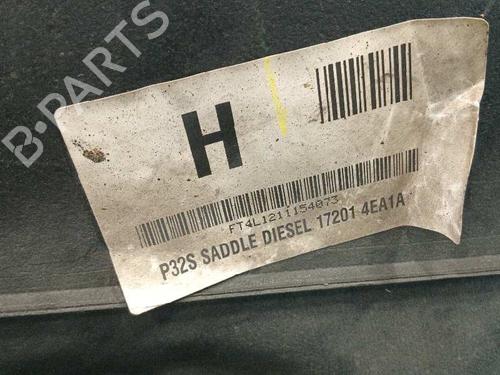 B-PARTS
H
FT4L1211154073
P32S SADDLE DIESEL 17201 4EA1A